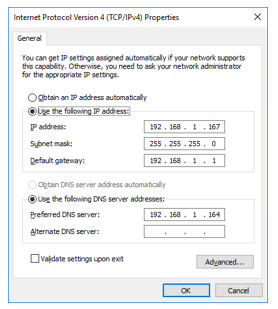 Internet Protocol Version 4 (TCP/IPv4) Properties
General
You can get IP settings assigned automatically if your network supports
this capability. Otherwise, you need to ask your network administrator
for the appropriate IP settings.
Obtain an IP address automatically
Use the following IP address:
IP address: 192 . 168 . 1 . 167
Subnet mask: 255 . 255 . 255 . 0
Default gateway: 192 . 168 . 1 . 1
Obtain DNS server address automatically
Use the following DNS server addresses:
Preferred DNS server: 192 . 168 . 1 . 164
Alternate DNS server: . . .
Validate settings upon exit
Advanced...
OK Cancel